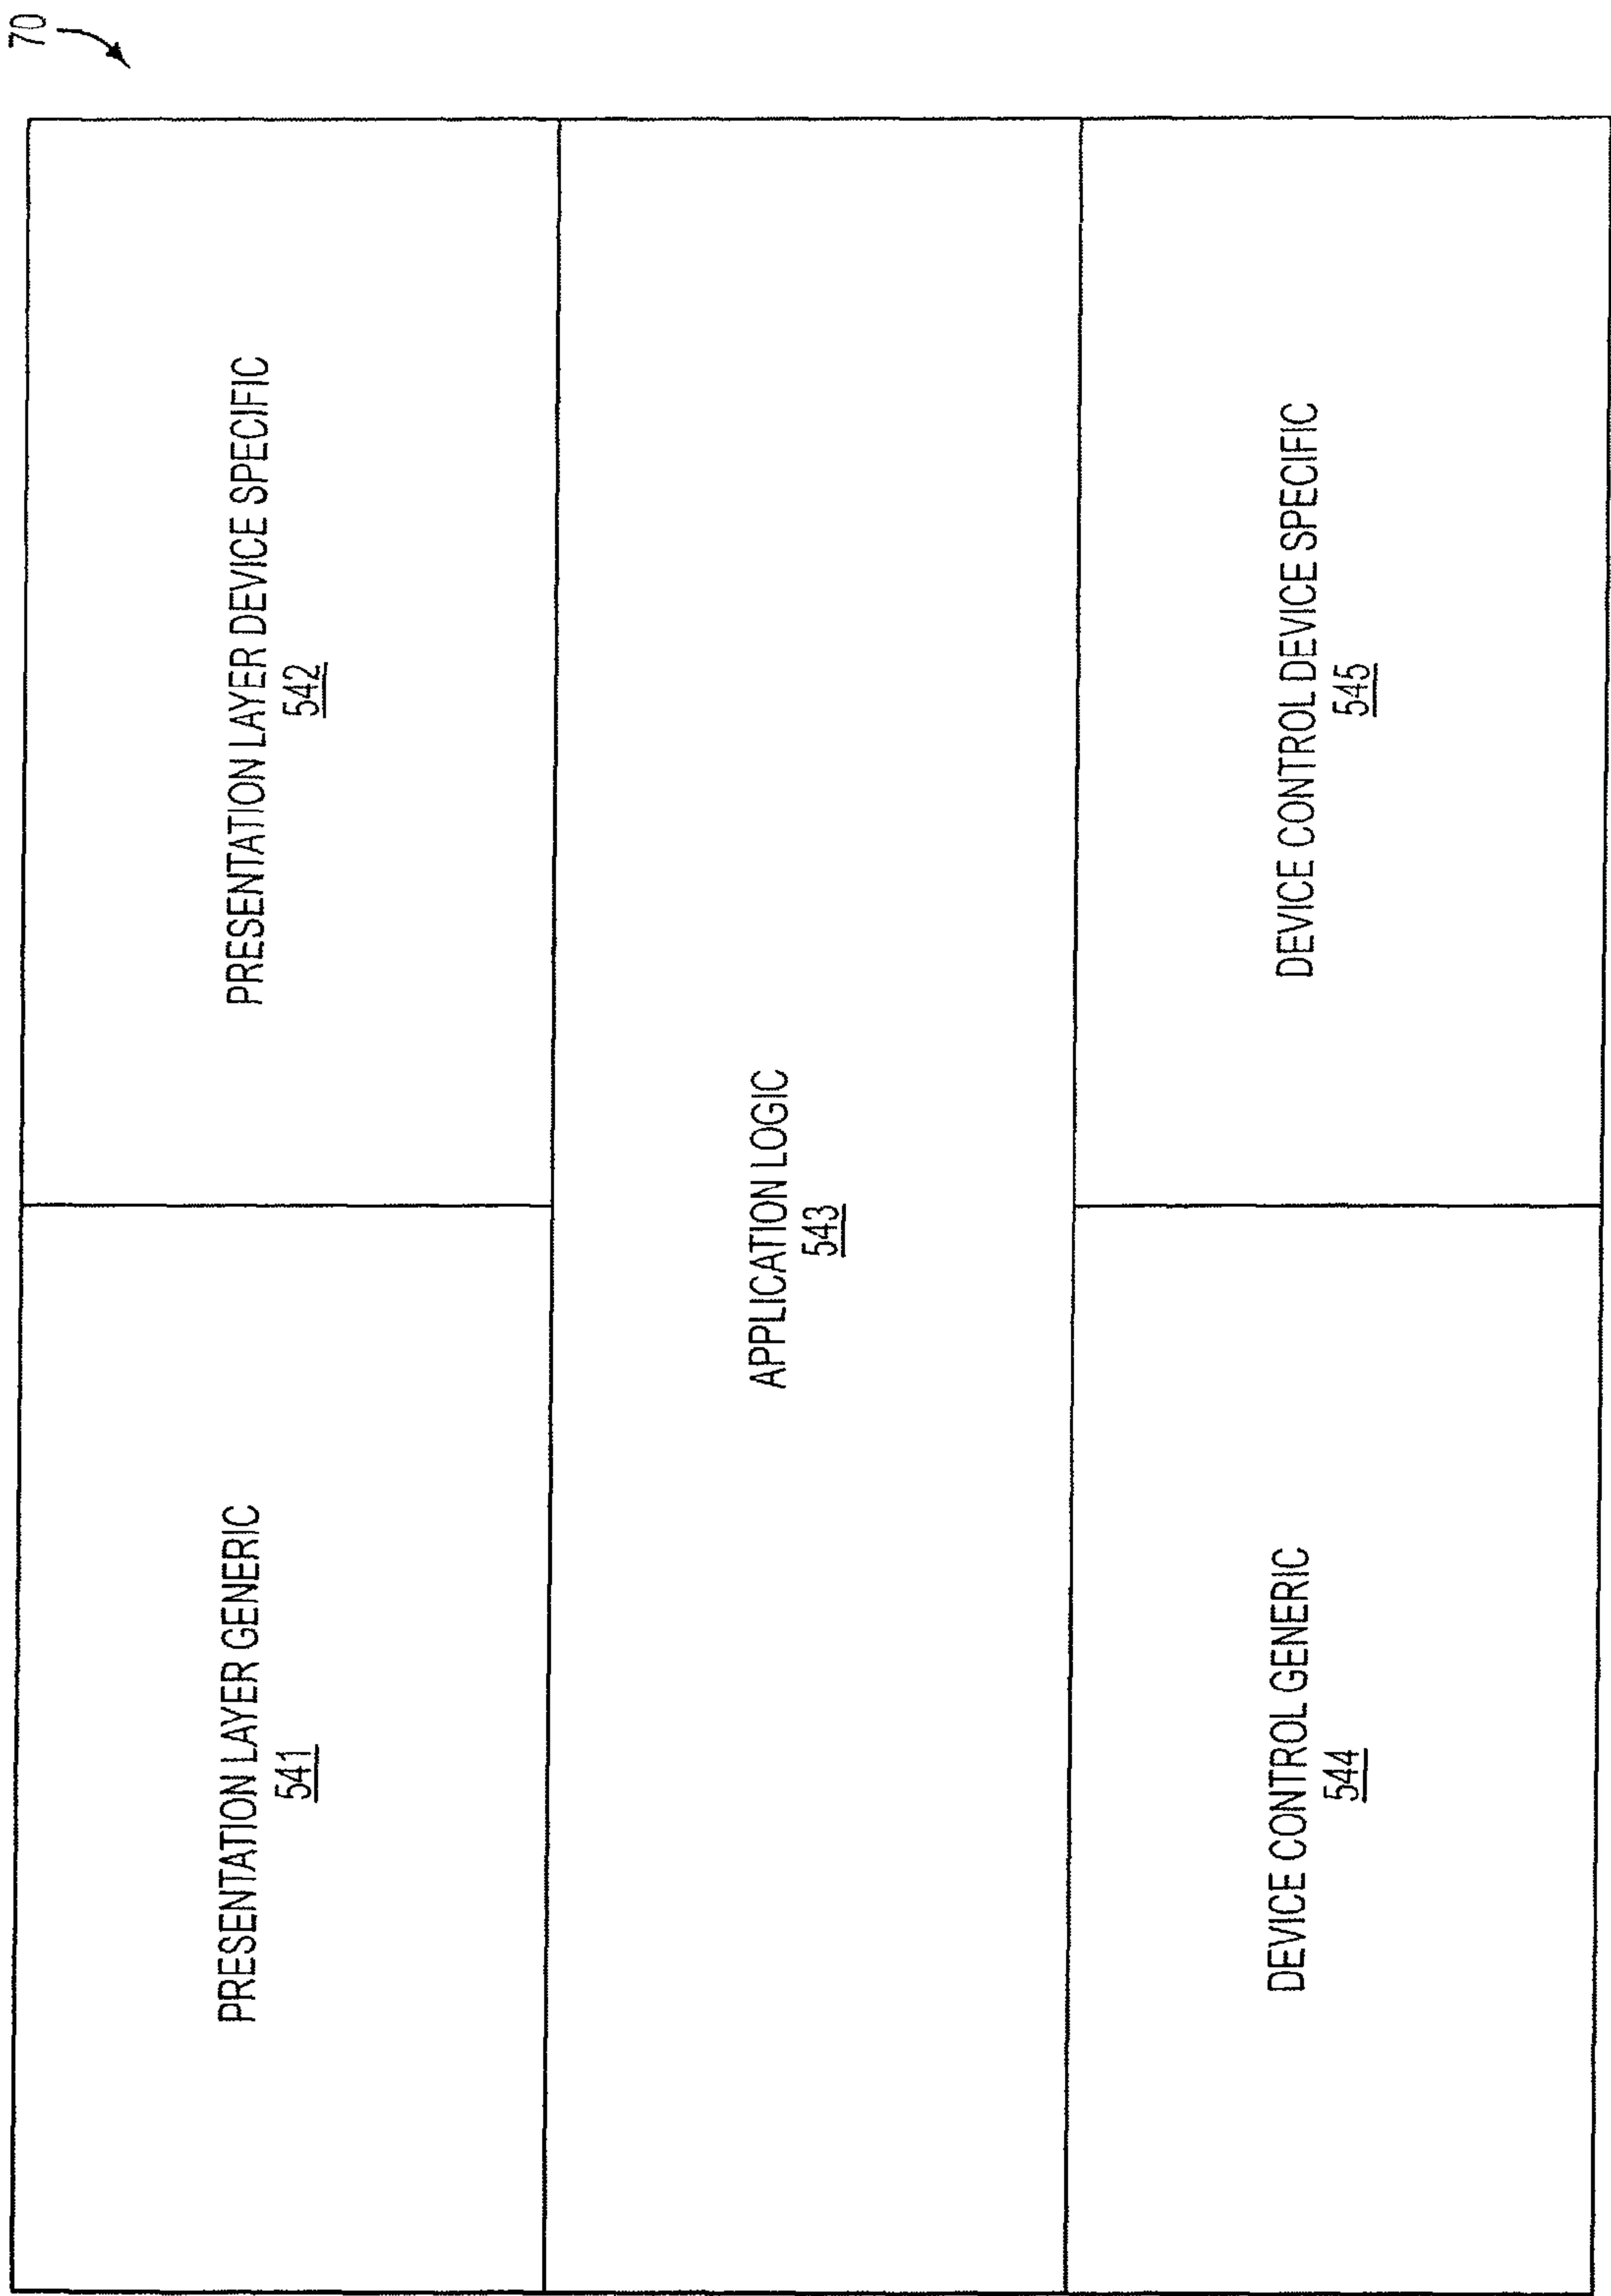 70
PRESENTATION LAYER GENERIC
541
PRESENTATION LAYER DEVICE SPECIFIC
542
APPLICATION LOGIC
543
DEVICE CONTROL GENERIC
544
DEVICE CONTROL DEVICE SPECIFIC
545